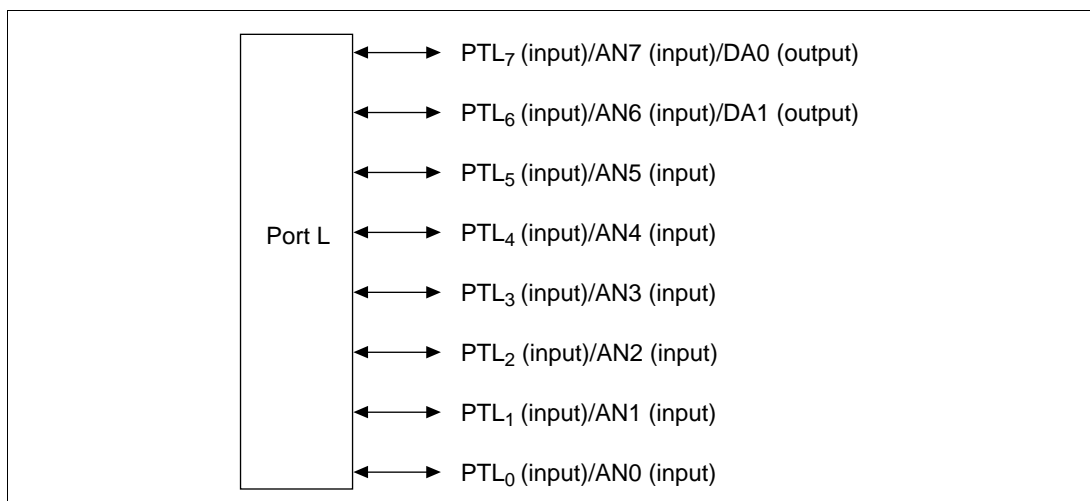 PTL7 (input)/AN7 (input)/DA0 (output)
PTL6 (input)/AN6 (input)/DA1 (output)
PTL5 (input)/AN5 (input)
Port L
PTL4 (input)/AN4 (input)
PTL3 (input)/AN3 (input)
PTL2 (input)/AN2 (input)
PTL1 (input)/AN1 (input)
PTL0 (input)/AN0 (input)